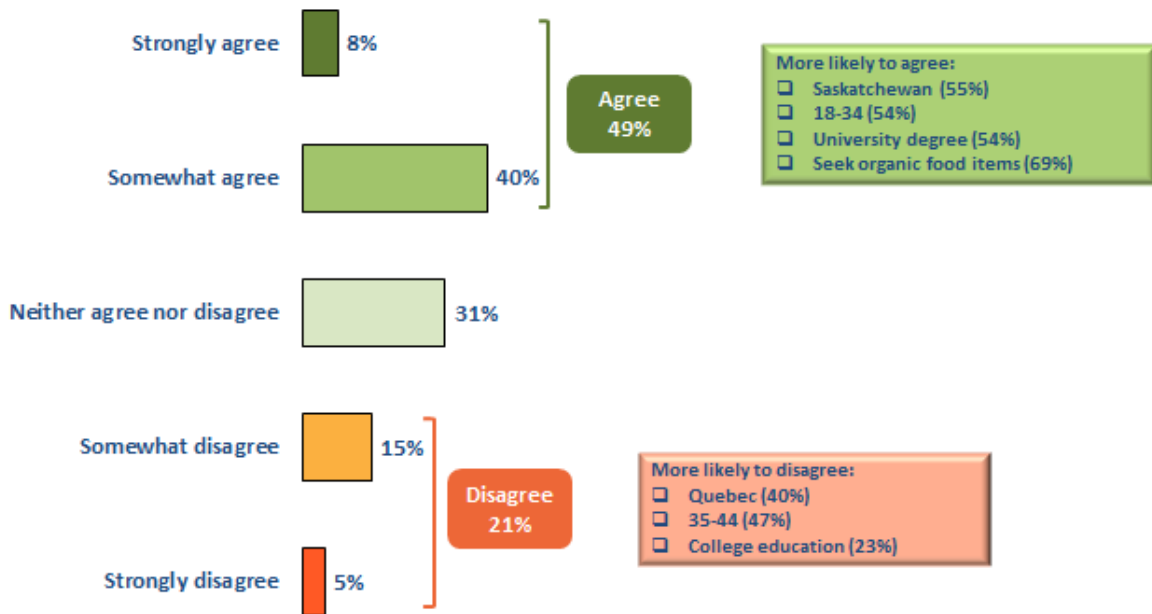 Strongly agree
8%
Agree
49%
More likely to agree:
❑ Saskatchewan (55%)
❑ 18-34 (54%)
❑ University degree (54%)
❑ Seek organic food items (69%)
Somewhat agree
40%
Neither agree nor disagree
31%
Somewhat disagree
15%
Disagree
21%
More likely to disagree:
❑ Quebec (40%)
❑ 35-44 (47%)
❑ College education (23%)
Strongly disagree
5%